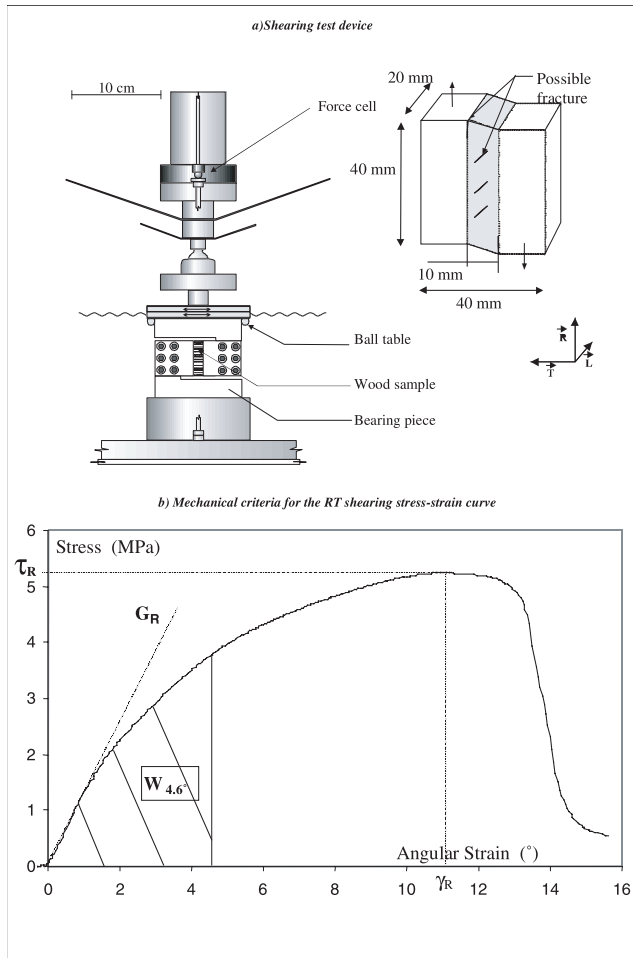 a)Shearing test device
10 cm
Force cell
20 mm
Possible
fracture
40 mm
10 mm
40 mm
Ball table
R
L
T
Wood sample
Bearing piece
b) Mechanical criteria for the RT shearing stress-strain curve
6
Stress (MPa)
τR
5
GR
4
3
2
W 4.6°
1
Angular Strain (°)
0
0 2 4 6 8 10 γR 12 14 16